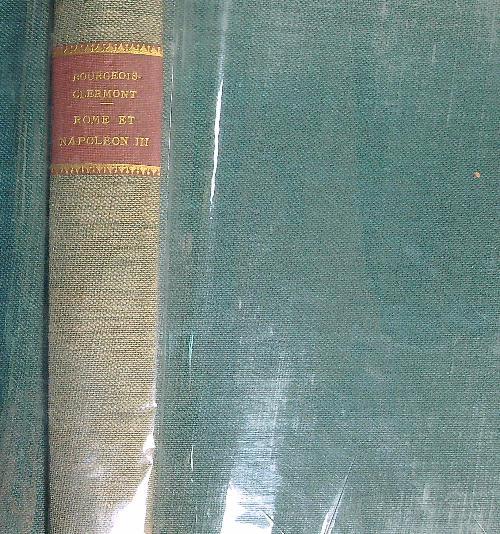 BOURGEOIS-
CLERMONT
ROME ET
NAPOLEON III